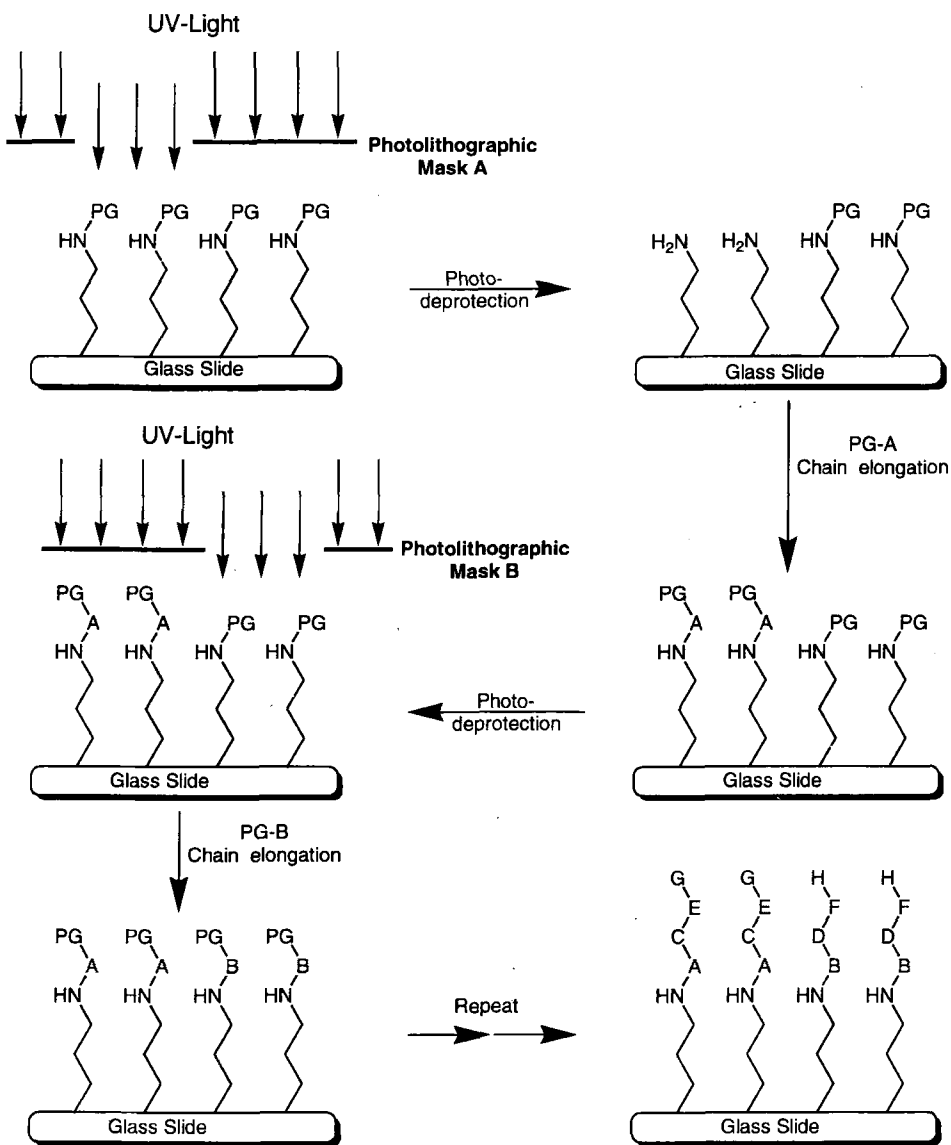 UV-Light
Photolithographic
Mask A
PG PG PG PG
HN HN HN HN
Glass Slide
Photo-
deprotection
PG PG
H₂N H₂N HN HN
Glass Slide
PG-A
Chain elongation
UV-Light
Photolithographic
Mask B
PG PG
A A PG PG
HN HN HN HN
Glass Slide
Photo-
deprotection
PG PG
A A PG PG
HN HN HN HN
Glass Slide
PG-B
Chain elongation
PG PG PG PG
A A B B
HN HN HN HN
Glass Slide
Repeat
G G H H
E E F F
C C D D
A A B B
HN HN HN HN
Glass Slide